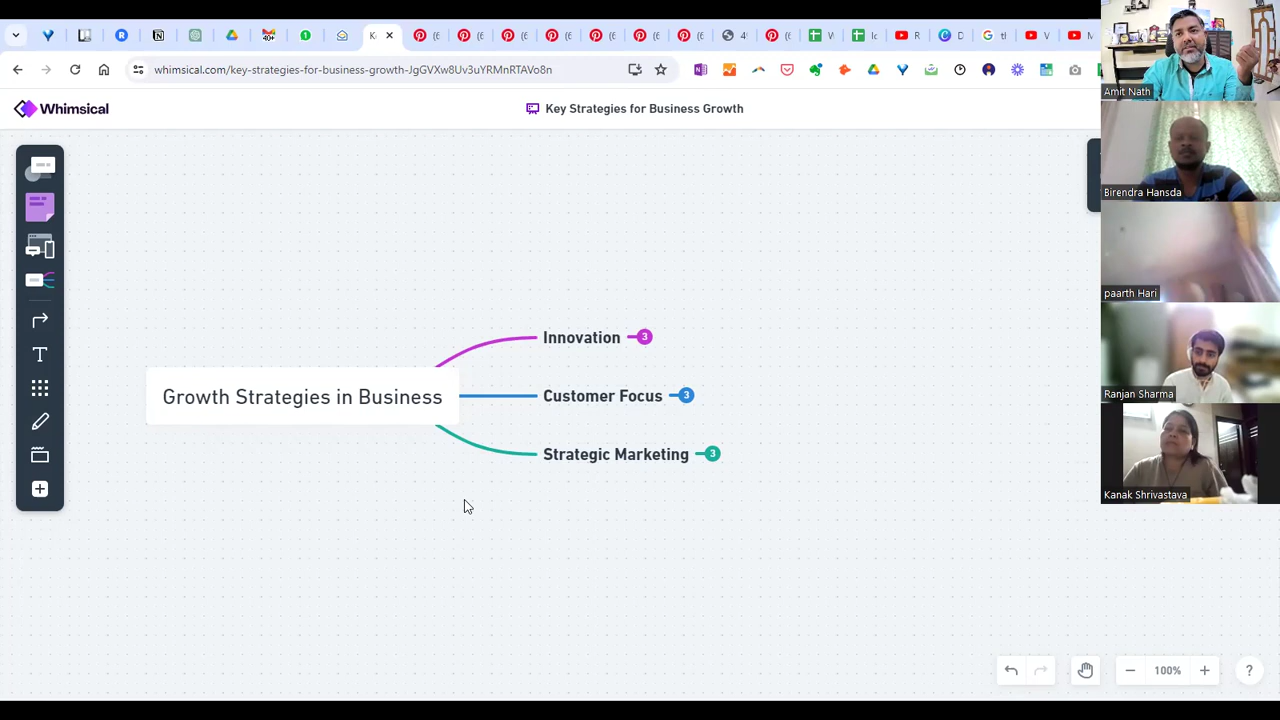 whimsical.com/key-strategies-for-business-growth-JgtBrw8Uv3uYRMnRTAVo8n
Whimsical
Key Strategies for Business Growth
Amit Nath
Birendra Hansda
paarth Hari
Ranjan Sharma
Kanak Shrivastava
Innovation 3
Growth Strategies in Business
Customer Focus 3
Strategic Marketing 3
100%
?